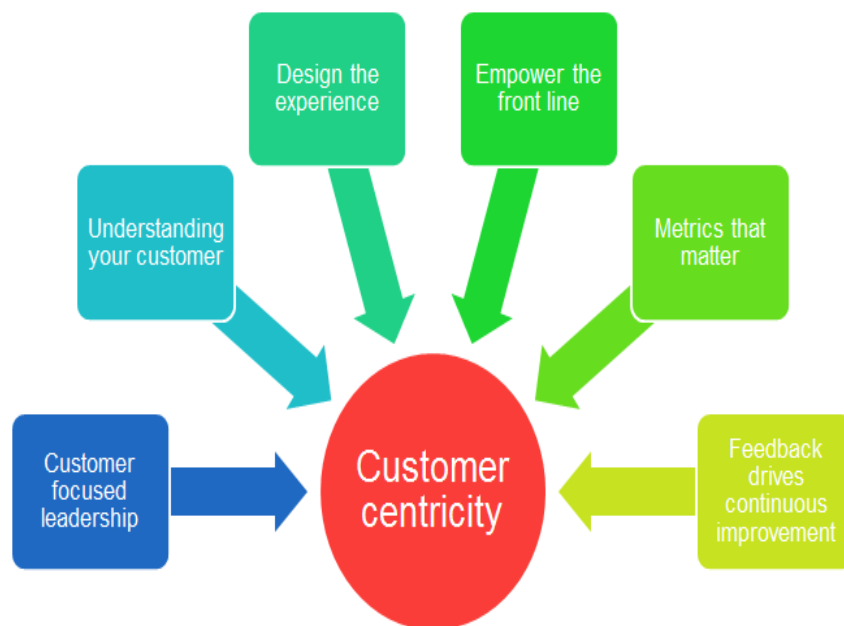 Design the
experience
Empower the
front line
Understanding
your customer
Metrics that
matter
Customer
focused
leadership
Customer
centricity
Feedback
drives
continuous
improvement